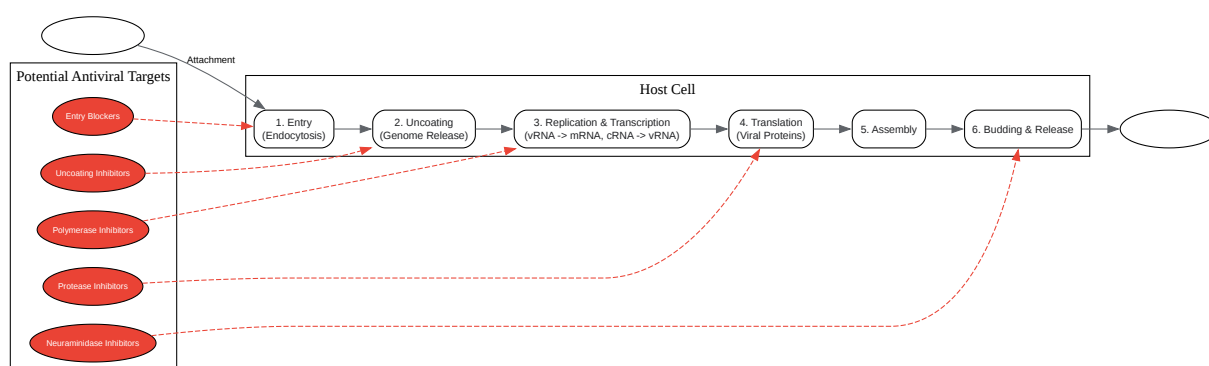 Attachment
Potential Antiviral Targets
Entry Blockers
Uncoating Inhibitors
Polymerase Inhibitors
Protease Inhibitors
Neuraminidase Inhibitors
Host Cell
1. Entry
(Endocytosis)
2. Uncoating
(Genome Release)
3. Replication & Transcription
(vRNA -> mRNA, cRNA -> vRNA)
4. Translation
(Viral Proteins)
5. Assembly
6. Budding & Release